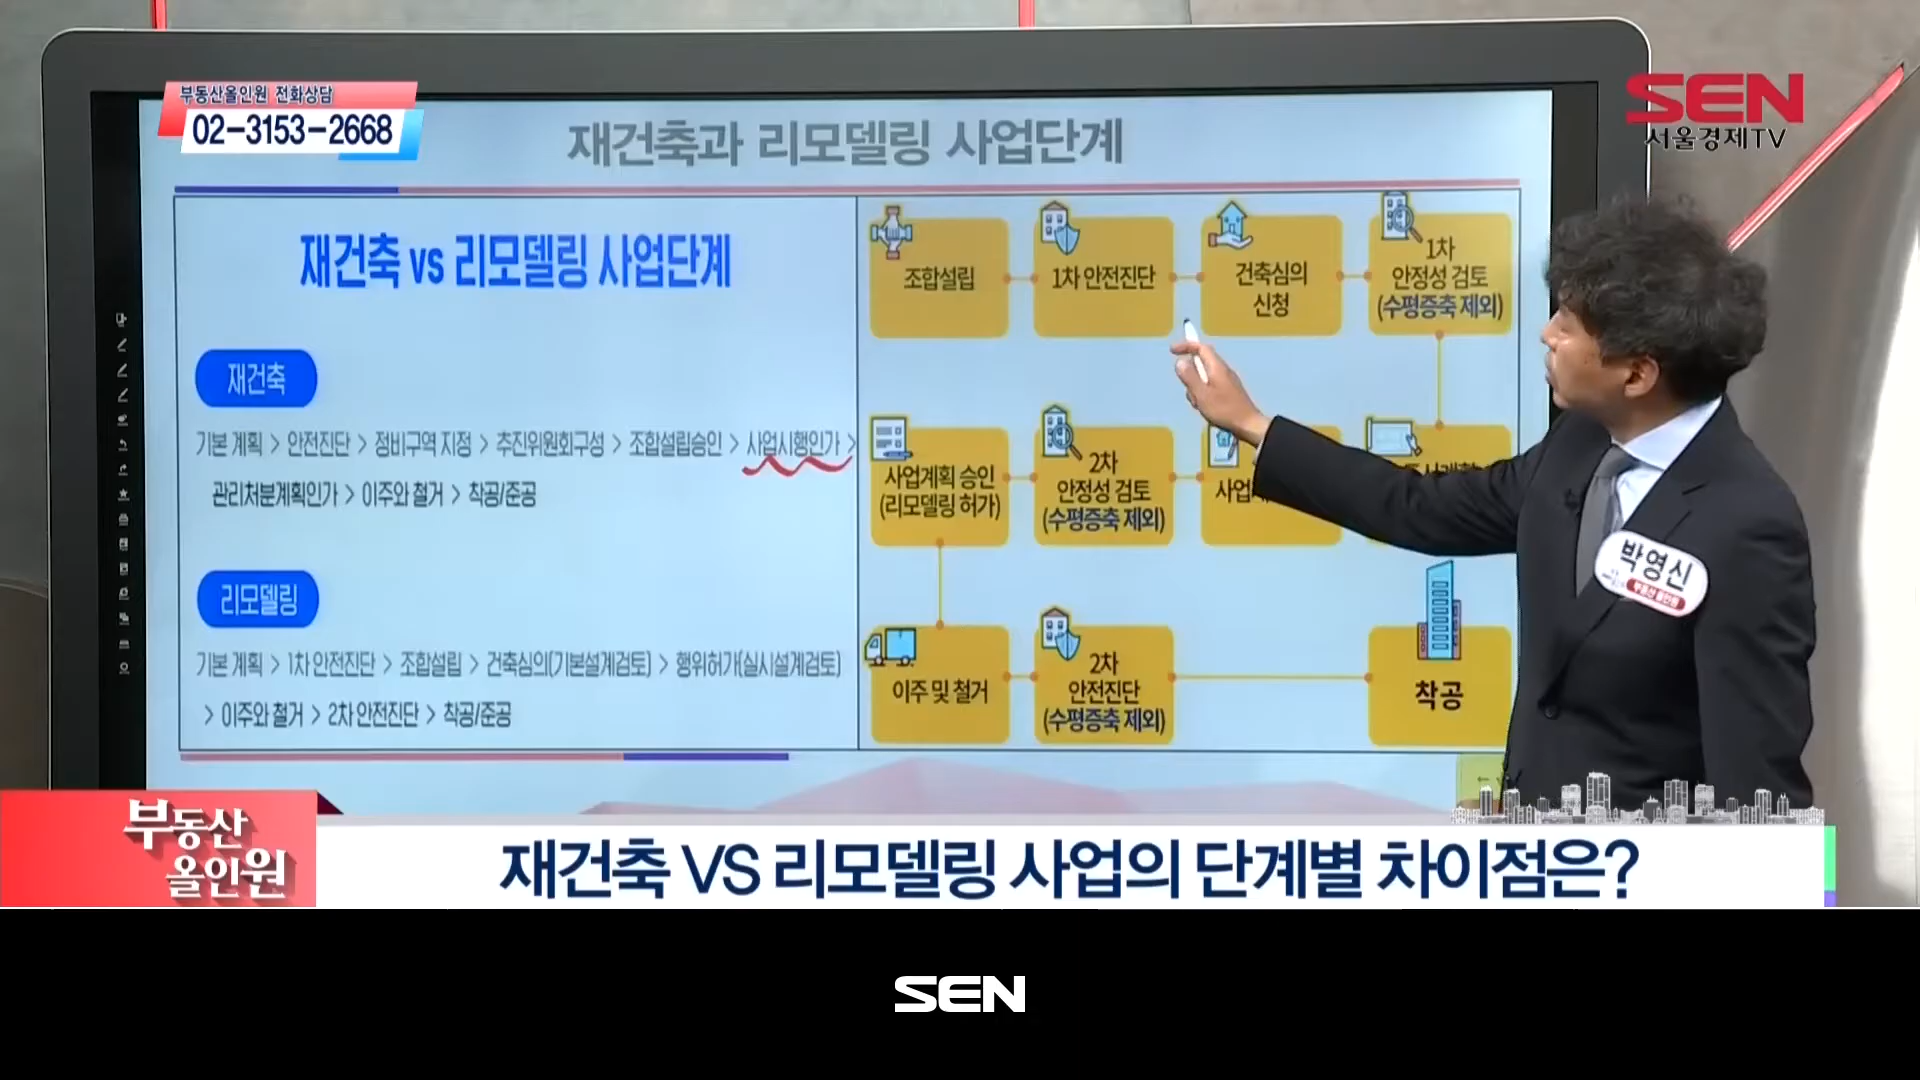 부동산올인원 전화상담
02-3153-2668
SEN
서울경제TV
재건축과 리모델링 사업단계
재건축 vs 리모델링 사업단계
재건축
기본 계획 > 안전진단 > 정비구역 지정 > 추진위원회구성 > 조합설립승인 > 사업시행인가 >
관리처분계획인가 > 이주와 철거 > 착공/준공
리모델링
기본 계획 > 1차 안전진단 > 조합설립 > 건축심의(기본설계검토) > 행위허가(실시설계검토)
> 이주와 철거 > 2차 안전진단 > 착공/준공
조합설립
1차 안전진단
건축심의
신청
1차
안정성 검토
(수평증축 제외)
사업계획 승인
(리모델링 허가)
2차
안정성 검토
(수평증축 제외)
이주 및 철거
2차
안전진단
(수평증축 제외)
착공
박영신
부동산 올인원
부동산
올인원
재건축 VS 리모델링 사업의 단계별 차이점은?
SEN